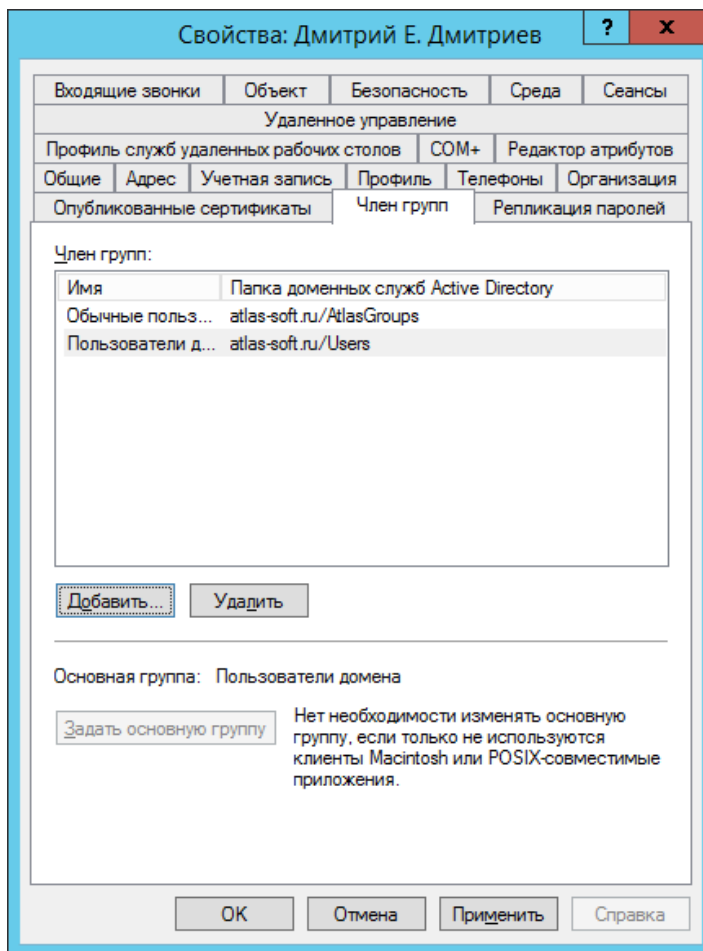 Свойства: Дмитрий Е. Дмитриев
?
x
Входящие звонки Объект Безопасность Среда Сеансы
Удаленное управление
Профиль служб удаленных рабочих столов COM+ Редактор атрибутов
Общие Адрес Учетная запись Профиль Телефоны Организация
Опубликованные сертификаты Член групп Репликация паролей
Член групп:
Имя Папка доменных служб Active Directory
Обычные польз... atlas-soft.ru/AtlasGroups
Пользователи д... atlas-soft.ru/Users
Добавить... Удалить
Основная группа: Пользователи домена
Задать основную группу
Нет необходимости изменять основную
группу, если только не используются
клиенты Macintosh или POSIX-совместимые
приложения.
OK Отмена Применить Справка